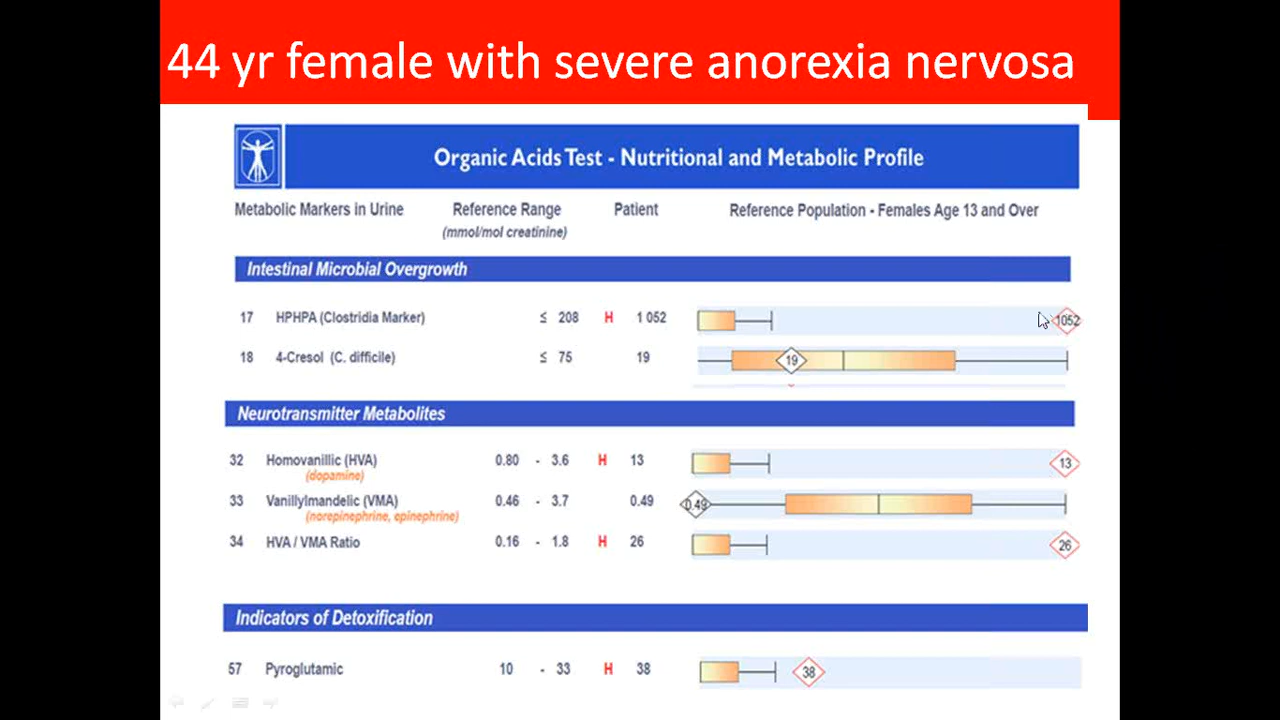 44 yr female with severe anorexia nervosa
Organic Acids Test - Nutritional and Metabolic Profile
Metabolic Markers in Urine Reference Range Patient Reference Population - Females Age 13 and Over
(mmol/mol creatinine)
Intestinal Microbial Overgrowth
17 HPHPA (Clostridia Marker) ≤ 208 H 1 052 1052
18 4-Cresol (C. difficile) ≤ 75 19 19
Neurotransmitter Metabolites
32 Homovanillic (HVA) 0.80 - 3.6 H 13 13
(dopamine)
33 Vanillylmandelic (VMA) 0.46 - 3.7 0.49 0.49
(norepinephrine, epinephrine)
34 HVA / VMA Ratio 0.16 - 1.8 H 26 26
Indicators of Detoxification
57 Pyroglutamic 10 - 33 H 38 38